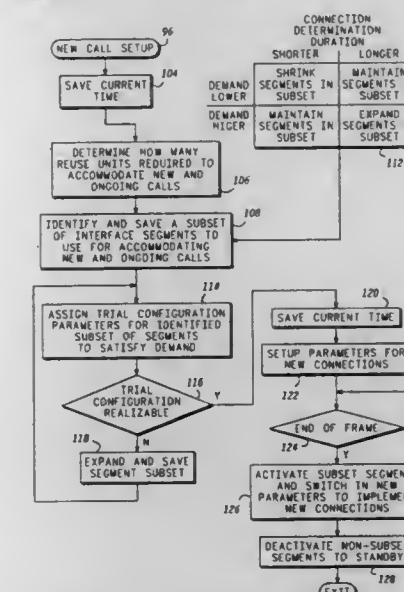 CONNECTION
DETERMINATION
DURATION
SHORTER LONGER
DEMAND LOWER
SHRINK SEGMENTS IN SUBSET
MAINTAIN SEGMENTS SUBSET
DEMAND HIGER
MAINTAIN SEGMENTS IN SUBSET
EXPAND SEGMENTS SUBSET
112
NEW CALL SETUP
96
SAVE CURRENT
TIME
104
DETERMINE HOW MANY
REUSE UNITS REQUIRED TO
ACCOMMODATE NEW AND
ONGOING CALLS
106
IDENTIFY AND SAVE A SUBSET
OF INTERFACE SEGMENTS TO
USE FOR ACCOMMODATING
NEW AND ONGOING CALLS
108
ASSIGN TRIAL CONFIGURATION
PARAMETERS FOR IDENTIFIED
SUBSET OF SEGMENTS
TO SATISFY DEMAND
114
TRIAL
CONFIGURATION
REALIZABLE
116
Y
N
EXPAND AND SAVE
SEGMENT SUBSET
118
SAVE CURRENT TIME
120
SETUP PARAMETERS FOR
NEW CONNECTIONS
122
END OF FRAME
124
Y
ACTIVATE SUBSET SEGMEN
AND SWITCH IN NEW
PARAMETERS TO IMPLEMEN
NEW CONNECTIONS
126
DEACTIVATE NON-SUBSE
SEGMENTS TO STANDBY
128
EXIT